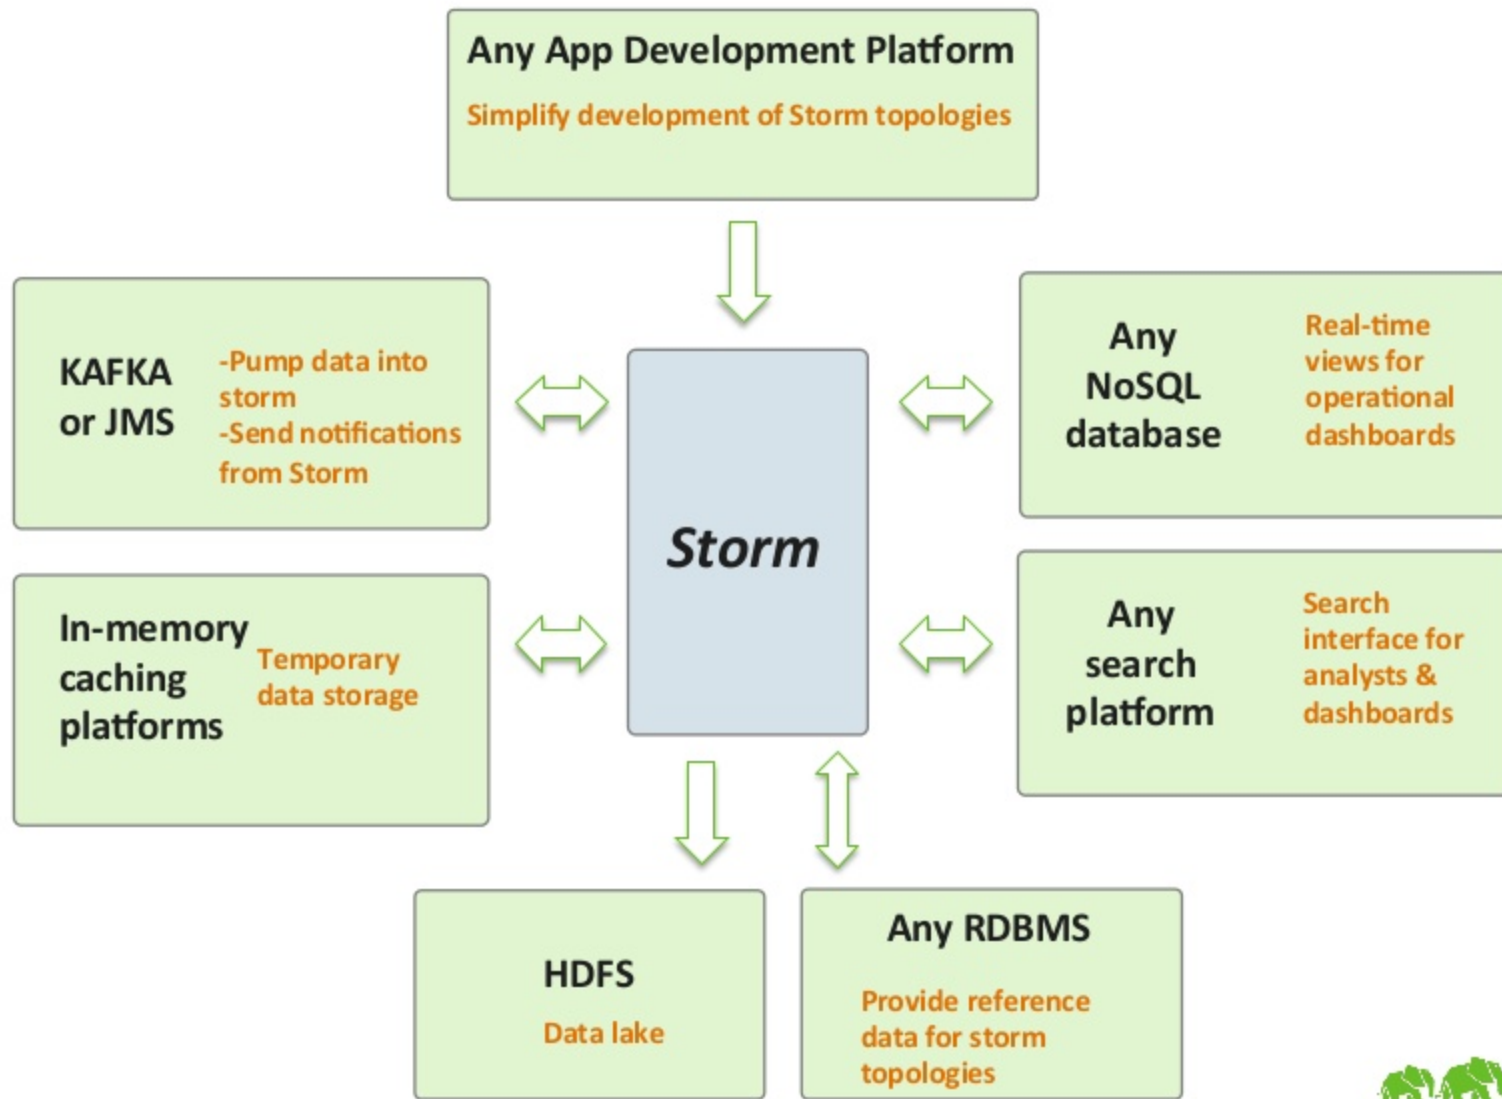 Any App Development Platform
Simplify development of Storm topologies
KAFKA
or JMS
-Pump data into
storm
-Send notifications
from Storm
Any
NoSQL
database
Real-time
views for
operational
dashboards
Storm
In-memory
caching
platforms
Temporary
data storage
Any
search
platform
Search
interface for
analysts &
dashboards
HDFS
Data lake
Any RDBMS
Provide reference
data for storm
topologies